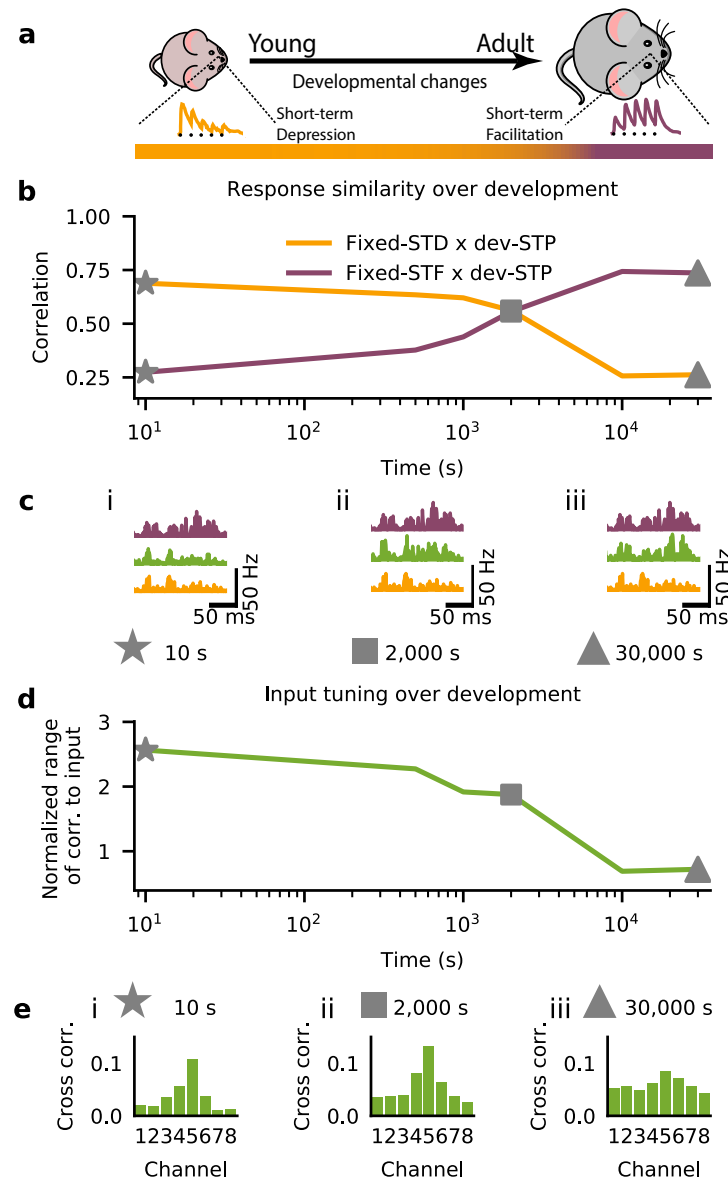 a
Young
Adult
Developmental changes
Short-term
Depression
Short-term
Facilitation
b
Response similarity over development
Correlation
1.00
0.75
0.50
0.25
Fixed-STD x dev-STP
Fixed-STF x dev-STP
10¹
10²
10³
10⁴
Time (s)
c
i
ii
iii
50 Hz
50 ms
50 Hz
50 ms
50 Hz
50 ms
10 s
2,000 s
30,000 s
d
Input tuning over development
Normalized range
of corr. to input
3
2
1
10¹
10²
10³
10⁴
Time (s)
e
i
10 s
ii
2,000 s
iii
30,000 s
Cross corr.
0.1
0.0
12345678
Channel
Cross corr.
0.1
0.0
12345678
Channel
Cross corr.
0.1
0.0
12345678
Channel